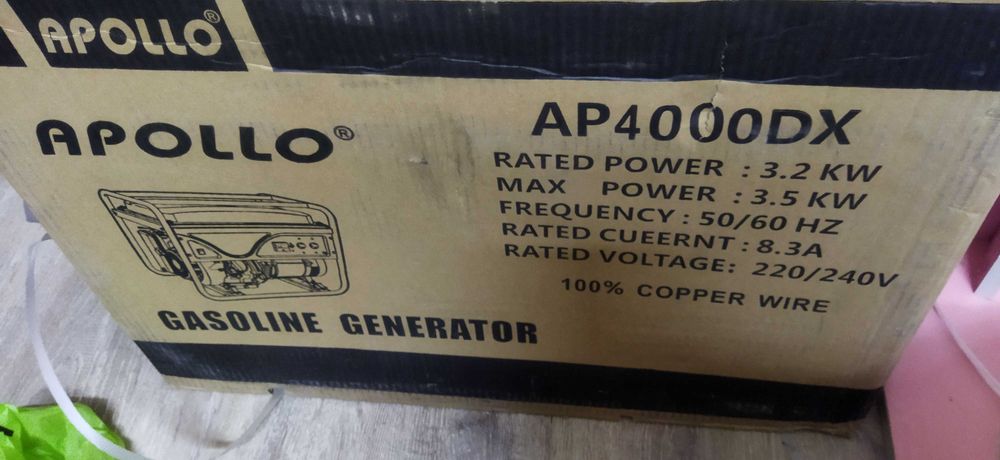 APOLLO®
APOLLO®
GASOLINE GENERATOR
AP4000DX
RATED POWER : 3.2 KW
MAX POWER : 3.5 KW
FREQUENCY : 50/60 HZ
RATED CUEERNT : 8.3A
RATED VOLTAGE: 220/240V
100% COPPER WIRE